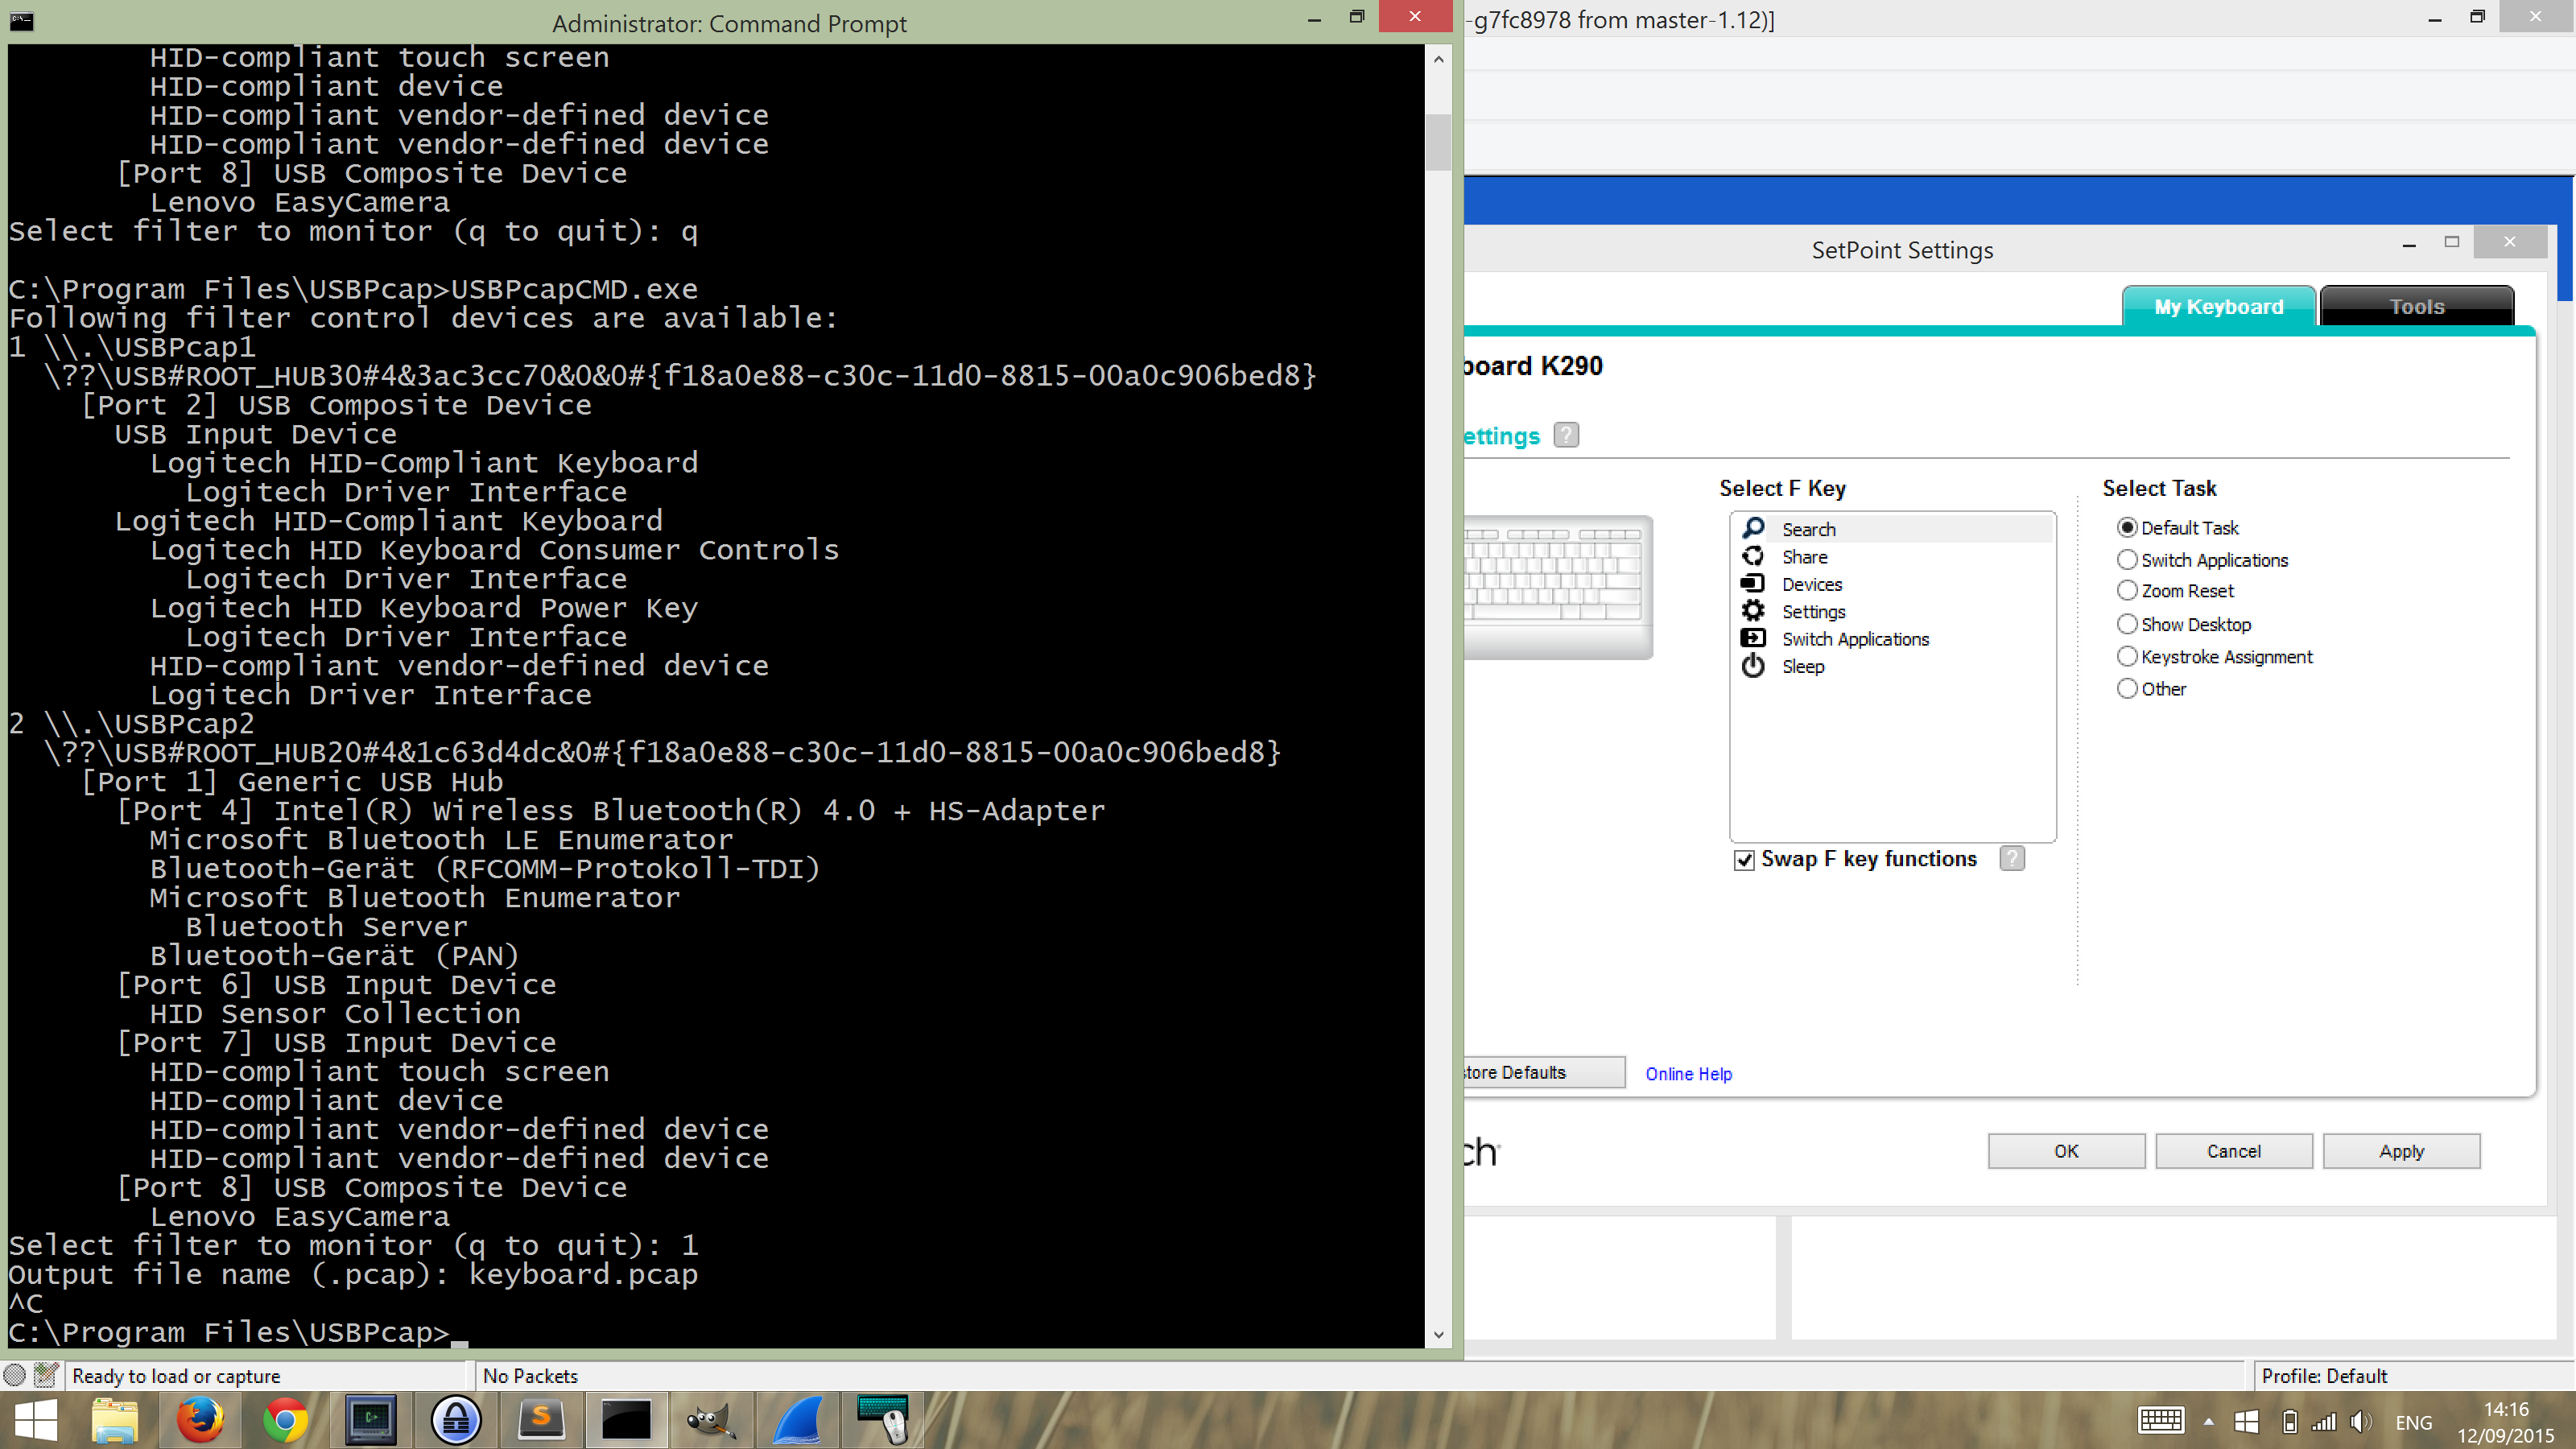 Administrator: Command Prompt
HID-compliant touch screen
HID-compliant device
HID-compliant vendor-defined device
HID-compliant vendor-defined device
[Port 8] USB Composite Device
Lenovo EasyCamera
Select filter to monitor (q to quit): q
C:\Program Files\USBPcap>USBPcapCMD.exe
Following filter control devices are available:
1 \\.\USBPcap1
\??\USB#ROOT_HUB30#4&3ac3cc70&0&0#{f18a0e88-c30c-11d0-8815-00a0c906bed8}
[Port 2] USB Composite Device
USB Input Device
Logitech HID-Compliant Keyboard
Logitech Driver Interface
Logitech HID-Compliant Keyboard
Logitech HID Keyboard Consumer Controls
Logitech Driver Interface
Logitech HID Keyboard Power Key
Logitech Driver Interface
HID-compliant vendor-defined device
Logitech Driver Interface
2 \\.\USBPcap2
\??\USB#ROOT_HUB20#4&1c63d4dc&0#{f18a0e88-c30c-11d0-8815-00a0c906bed8}
[Port 1] Generic USB Hub
[Port 4] Intel(R) Wireless Bluetooth(R) 4.0 + HS-Adapter
Microsoft Bluetooth LE Enumerator
Bluetooth-Gerät (RFCOMM-Protokoll-TDI)
Microsoft Bluetooth Enumerator
Bluetooth Server
Bluetooth-Gerät (PAN)
[Port 6] USB Input Device
HID Sensor Collection
[Port 7] USB Input Device
HID-compliant touch screen
HID-compliant device
HID-compliant vendor-defined device
HID-compliant vendor-defined device
[Port 8] USB Composite Device
Lenovo EasyCamera
Select filter to monitor (q to quit): 1
Output file name (.pcap): keyboard.pcap
^C
C:\Program Files\USBPcap>_
-g7fc8978 from master-1.12)]
SetPoint Settings
My Keyboard
Tools
board K290
ettings ?
Select F Key
Search
Share
Devices
Settings
Switch Applications
Sleep
Swap F key functions ?
Select Task
Default Task
Switch Applications
Zoom Reset
Show Desktop
Keystroke Assignment
Other
store Defaults
Online Help
ch
OK
Cancel
Apply
Ready to load or capture
No Packets
Profile: Default
ENG
14:16
12/09/2015